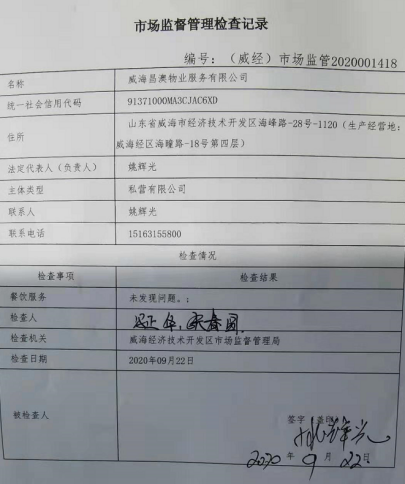 市场监督管理检查记录
编号：（威经）市场监管2020001418
名称 威海昌澳物业服务有限公司
统一社会信用代码 91371000MA3CJAC6XD
住所 山东省威海市经济技术开发区海峰路-28号-1120（生产经营地：
威海经区海瞳路-18号第四层）
法定代表人（负责人） 姚辉光
主体类型 私营有限公司
联系人 姚辉光
联系电话 15163155800
检查情况
检查事项 检查结果
餐饮服务 未发现问题。;
检查人
检查机关 威海经济技术开发区市场监督管理局
检查日期 2020年09月22日
被检查人 签字（盖印）
姚辉光
2020 年 9 月 22日